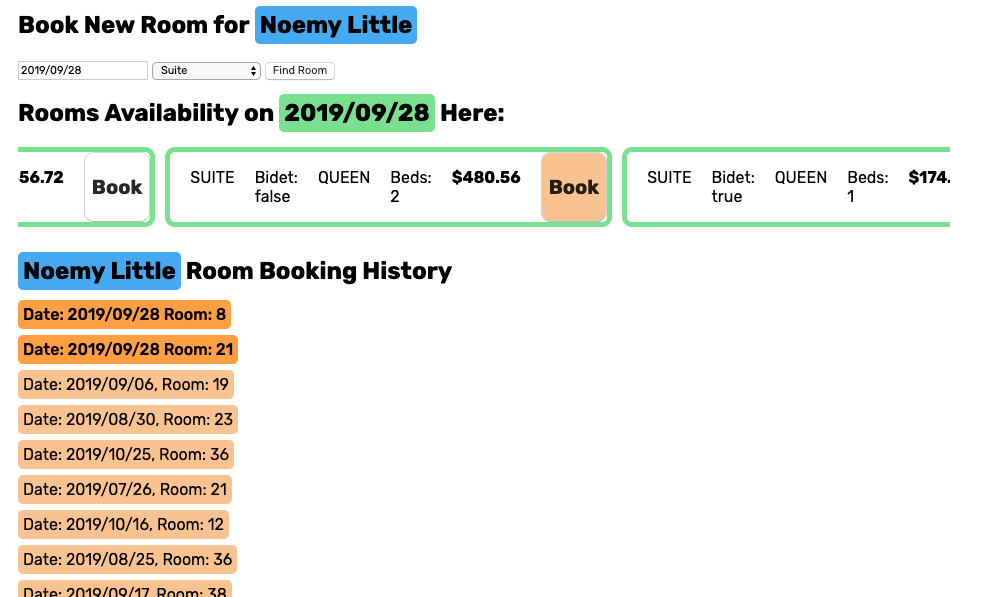 Book New Room for Noemy Little
2019/09/28 Suite Find Room
Rooms Availability on 2019/09/28 Here:
56.72 Book SUITE Bidet: false QUEEN Beds: 2 $480.56 Book SUITE Bidet: true QUEEN Beds: 1 $174.
Noemy Little Room Booking History
Date: 2019/09/28 Room: 8
Date: 2019/09/28 Room: 21
Date: 2019/09/06, Room: 19
Date: 2019/08/30, Room: 23
Date: 2019/10/25, Room: 36
Date: 2019/07/26, Room: 21
Date: 2019/10/16, Room: 12
Date: 2019/08/25, Room: 36
Date: 2019/09/17, Room: 38